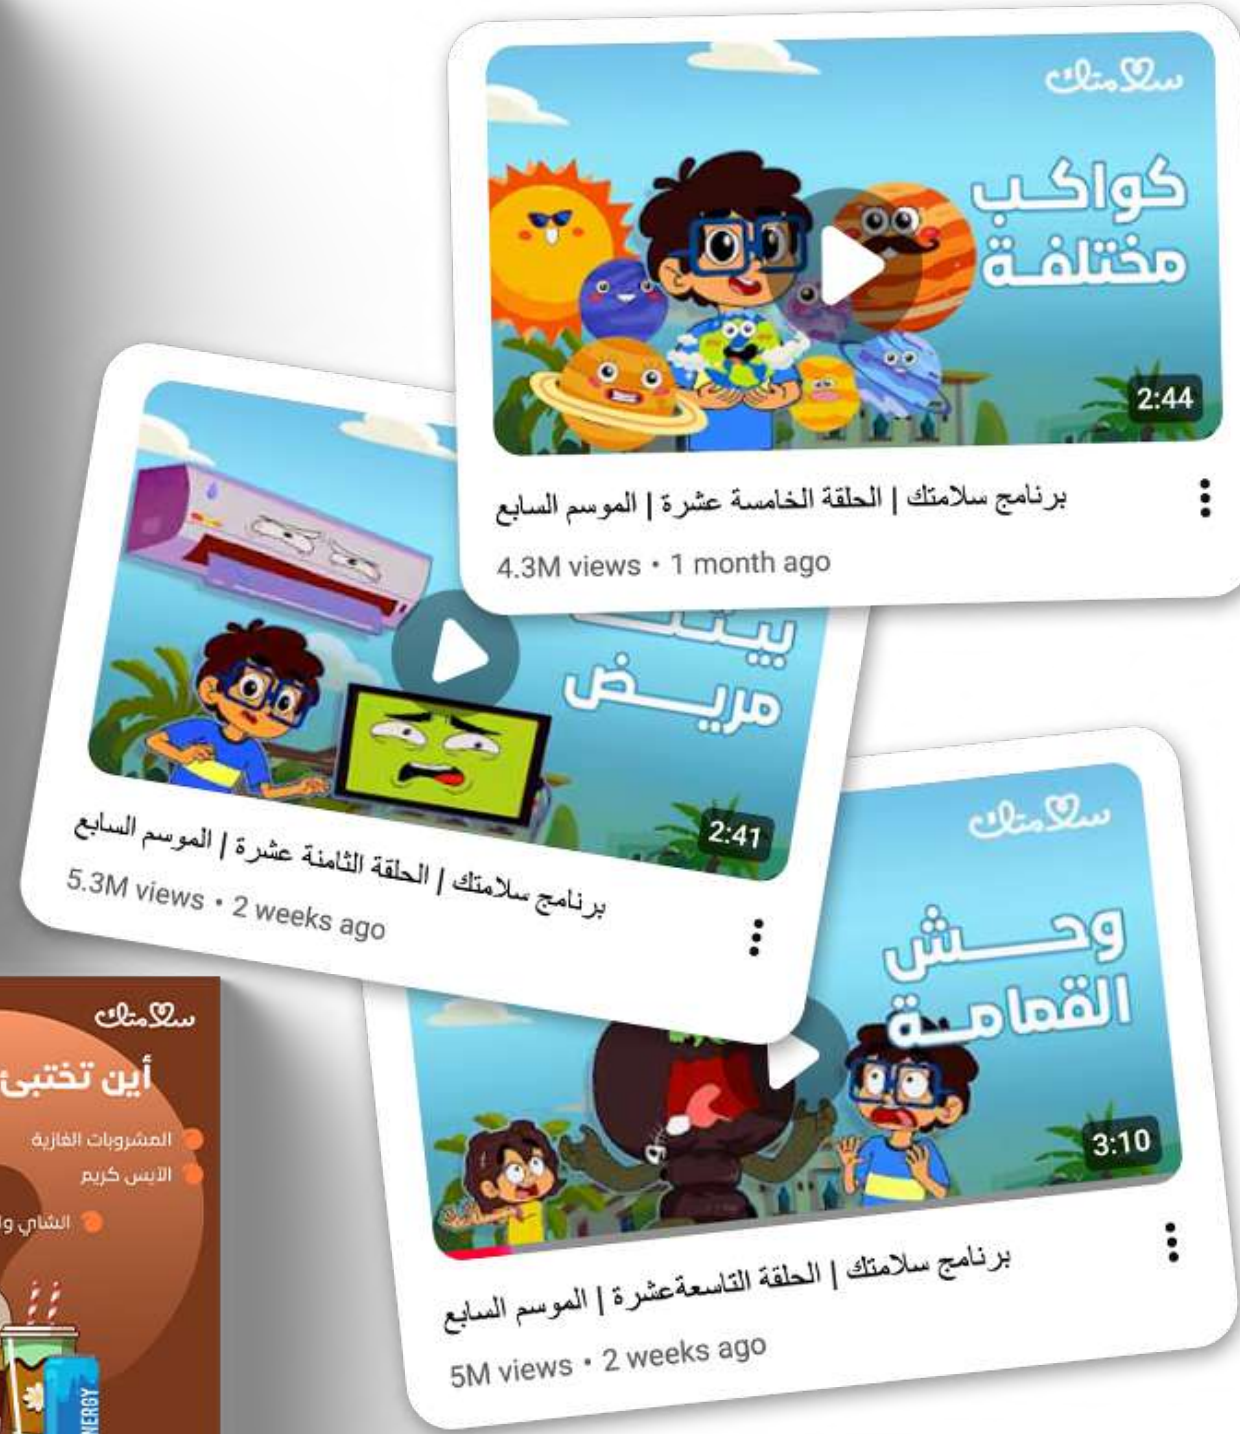 سلامتك
كواكب
مختلفة
2:44
برنامج سلامتك | الحلقة الخامسة عشرة | الموسم السابع
4.3M views • 1 month ago
مريض
2:41
برنامج سلامتك | الحلقة الثامنة عشرة | الموسم السابع
5.3M views • 2 weeks ago
سلامتك
وحش
القمامة
3:10
برنامج سلامتك | الحلقة التاسعةعشرة | الموسم السابع
5M views • 2 weeks ago
سلامتك
أين تختبئ
المشروبات الغازية
الآيس كريم
الشاي